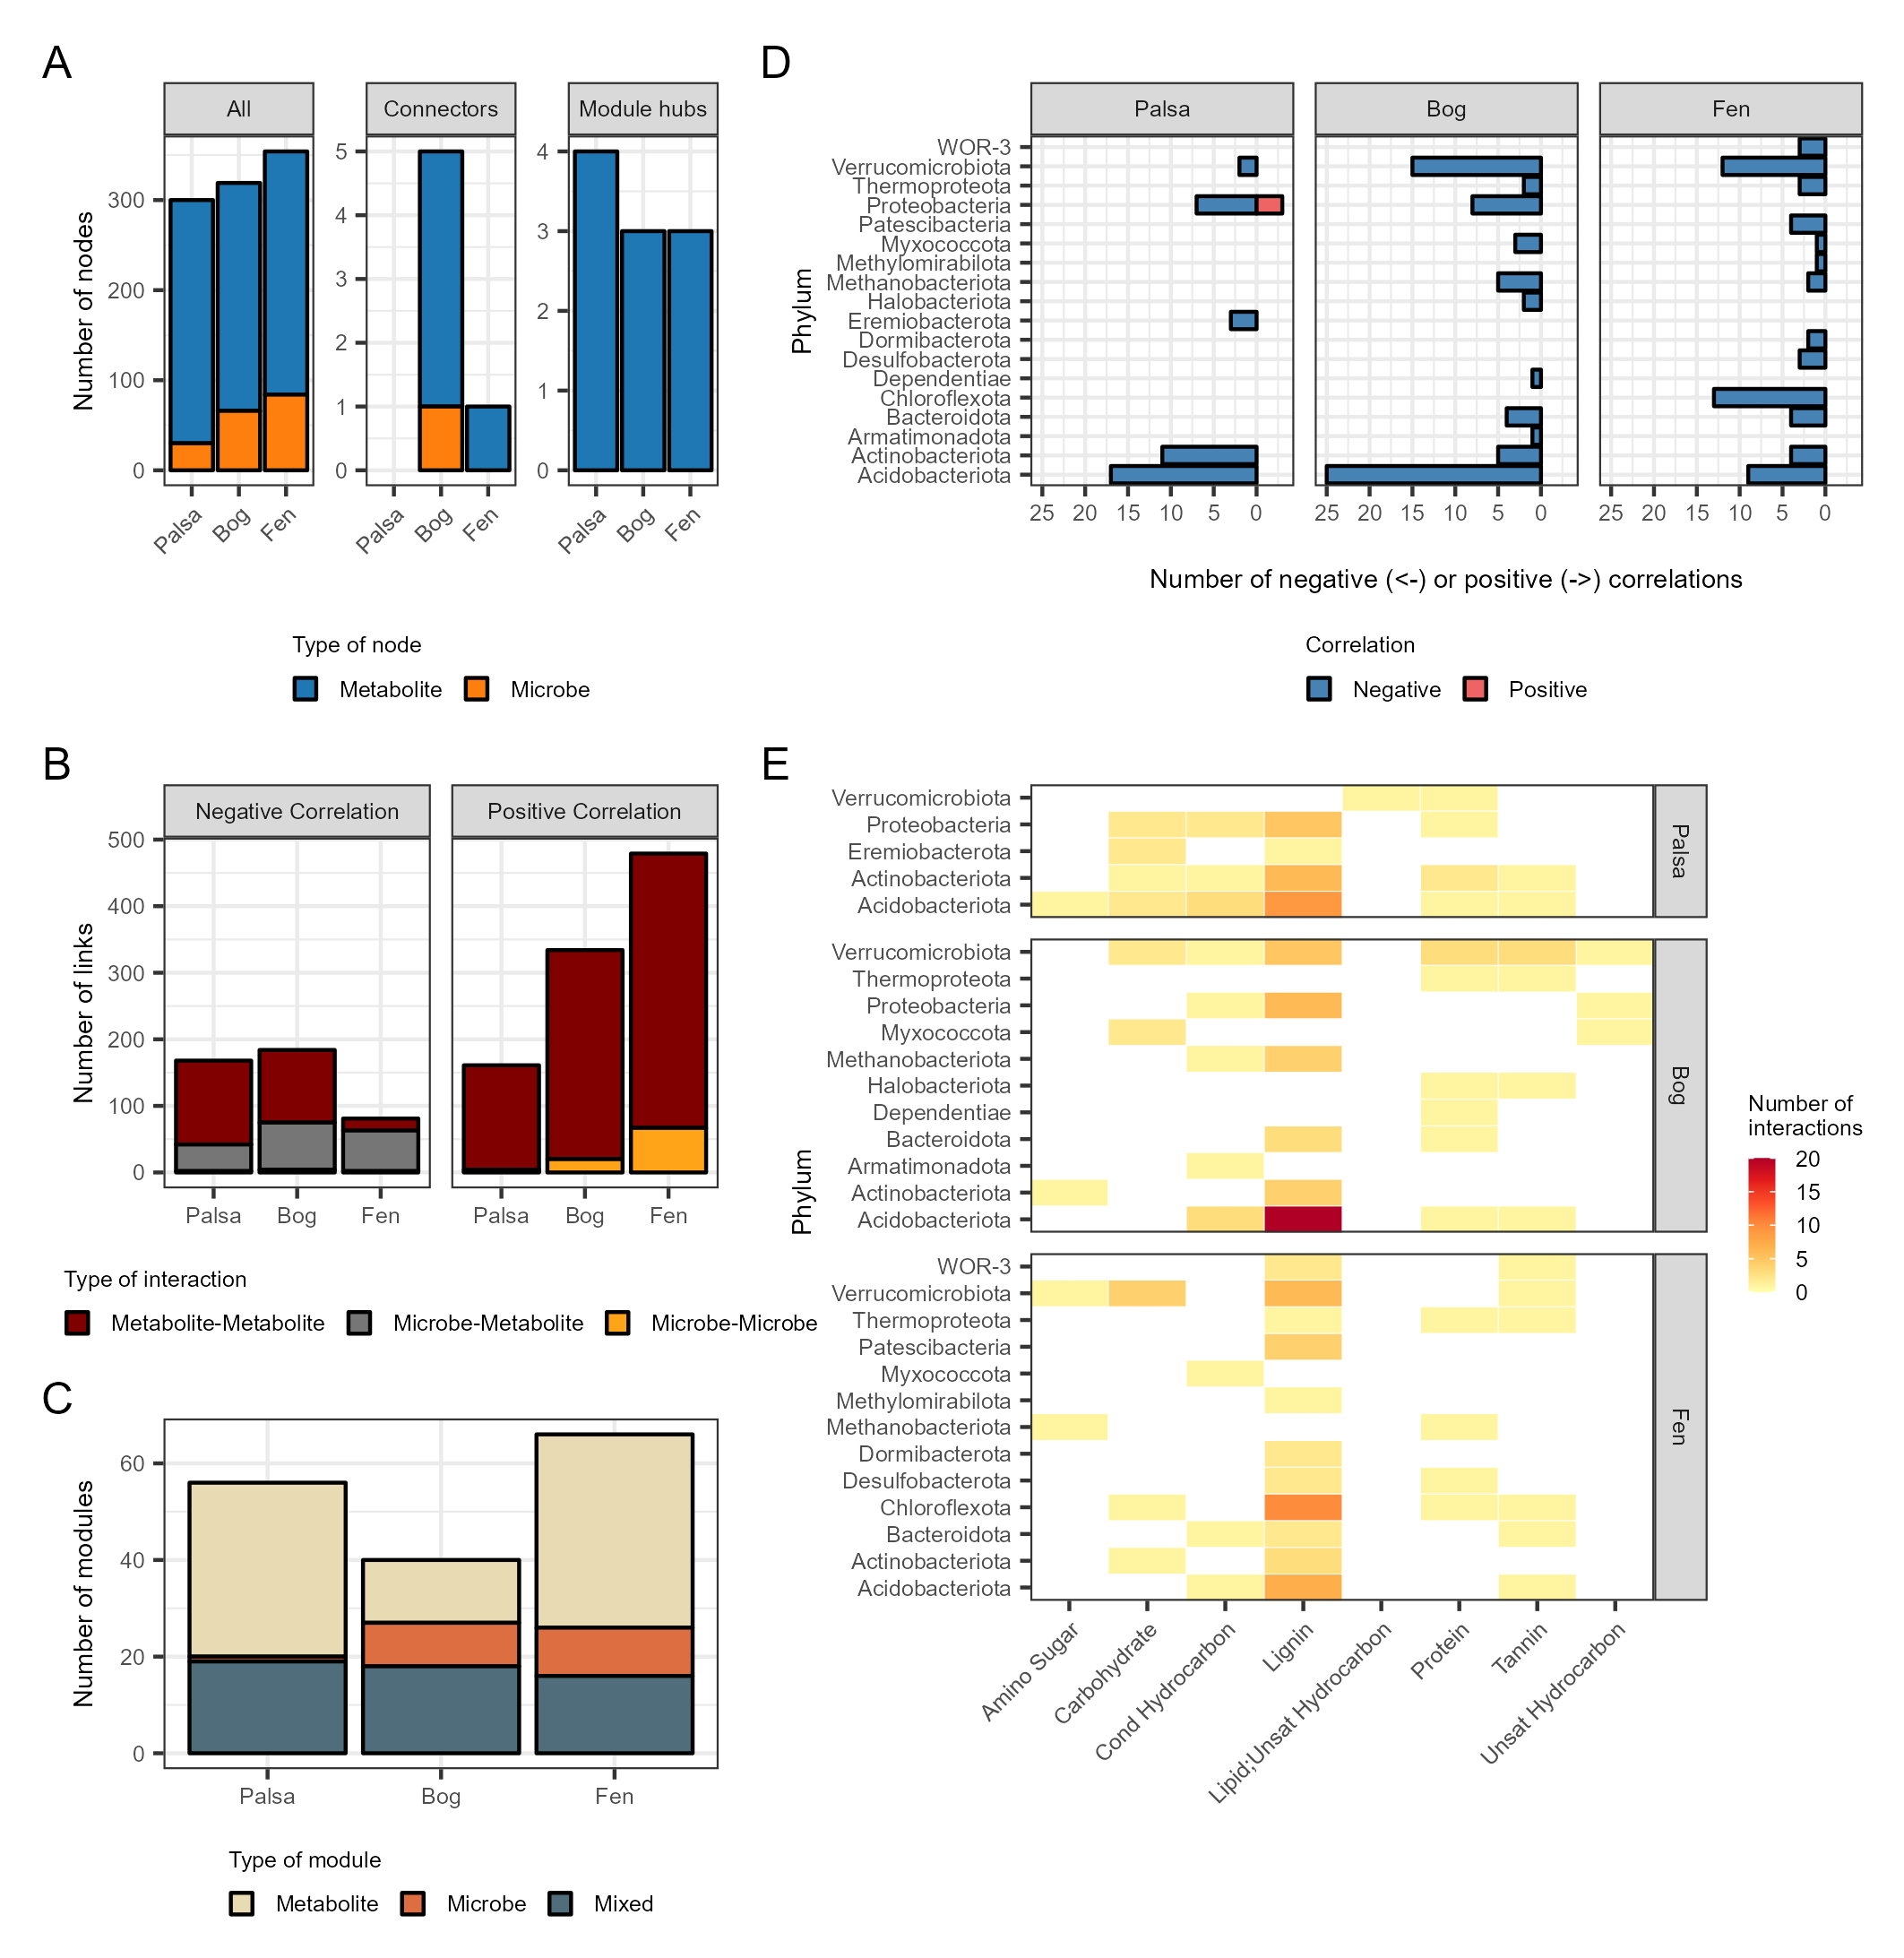 A
All
Connectors
Module hubs
Number of nodes
300
200
100
0
5
4
3
2
1
0
4
3
2
1
0
Palsa
Bog
Fen
Palsa
Bog
Fen
Palsa
Bog
Fen
Type of node
Metabolite
Microbe
B
Negative Correlation
Positive Correlation
Number of links
500
400
300
200
100
0
Palsa
Bog
Fen
Palsa
Bog
Fen
Type of interaction
Metabolite-Metabolite
Microbe-Metabolite
Microbe-Microbe
C
Number of modules
60
40
20
0
Palsa
Bog
Fen
Type of module
Metabolite
Microbe
Mixed
D
Palsa
Bog
Fen
Phylum
WOR-3
Verrucomicrobiota
Thermoproteota
Proteobacteria
Patescibacteria
Myxococcota
Methylomirabilota
Methanobacteriota
Halobacteriota
Eremiobacterota
Dormibacterota
Desulfobacterota
Dependentiae
Chloroflexota
Bacteroidota
Armatimonadota
Actinobacteriota
Acidobacteriota
25 20 15 10 5 0
25 20 15 10 5 0
25 20 15 10 5 0
Number of negative (<-) or positive (->) correlations
Correlation
Negative
Positive
E
Phylum
Verrucomicrobiota
Proteobacteria
Eremiobacterota
Actinobacteriota
Acidobacteriota
Palsa
Verrucomicrobiota
Thermoproteota
Proteobacteria
Myxococcota
Methanobacteriota
Halobacteriota
Dependentiae
Bacteroidota
Armatimonadota
Actinobacteriota
Acidobacteriota
Bog
WOR-3
Verrucomicrobiota
Thermoproteota
Patescibacteria
Myxococcota
Methylomirabilota
Methanobacteriota
Dormibacterota
Desulfobacterota
Chloroflexota
Bacteroidota
Actinobacteriota
Acidobacteriota
Fen
Amino Sugar
Carbohydrate
Cond Hydrocarbon
Lignin
Lipid;Unsat Hydrocarbon
Protein
Tannin
Unsat Hydrocarbon
Number of
interactions
20
15
10
5
0